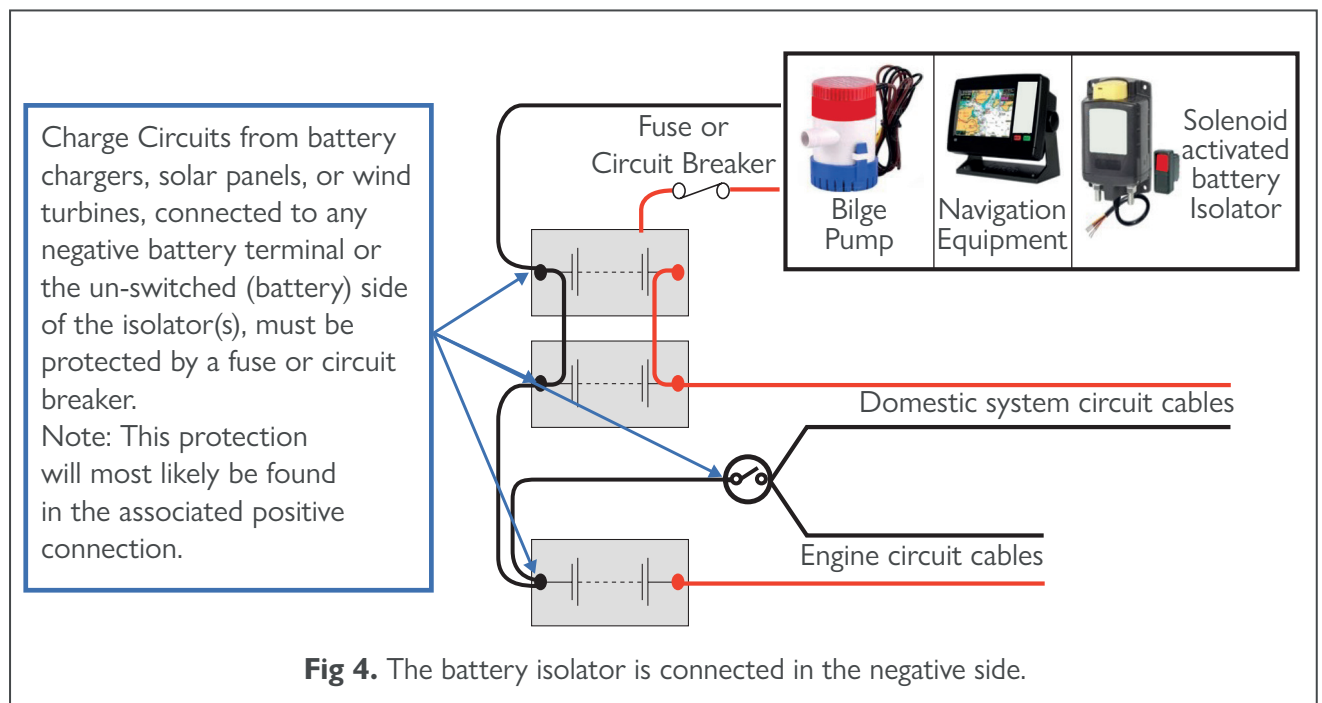 Charge Circuits from battery
chargers, solar panels, or wind
turbines, connected to any
negative battery terminal or
the un-switched (battery) side
of the isolator(s), must be
protected by a fuse or circuit
breaker.
Note: This protection
will most likely be found
in the associated positive
connection.
Fuse or
Circuit Breaker
Bilge
Pump
Navigation
Equipment
Solenoid
activated
battery
Isolator
Domestic system circuit cables
Engine circuit cables
Fig 4. The battery isolator is connected in the negative side.